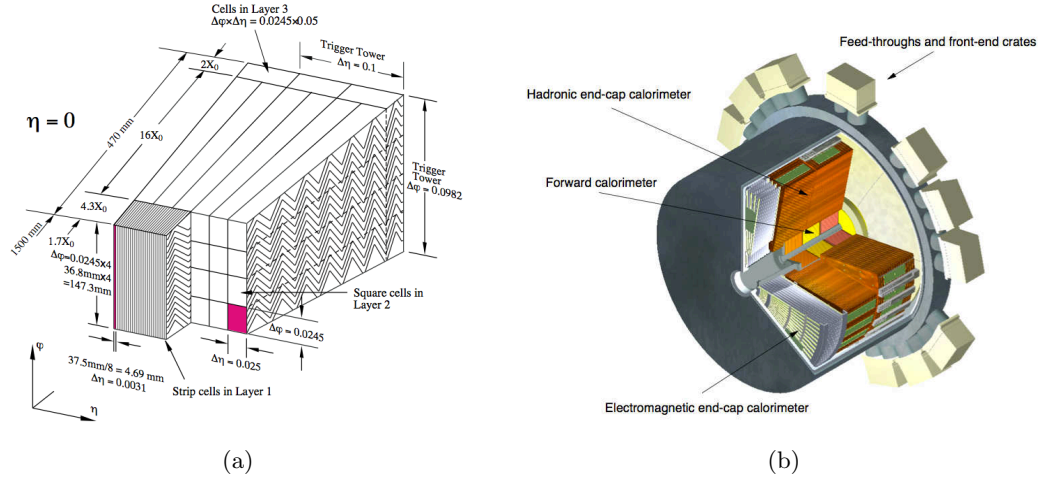 Cells in Layer 3
Δφ×Δη = 0.0245×0.05
Trigger Tower
Δη = 0.1
2X₀
η = 0
470 mm
16X₀
Trigger
Tower
Δφ = 0.0982
4.3X₀
1500 mm
1.7X₀
Δφ=0.0245x4
36.8mmx4
=147.3mm
Square cells in
Layer 2
Δφ = 0.0245
Δη = 0.025
37.5mm/8 = 4.69 mm
Δη = 0.0031
Strip cells in Layer 1
φ
η
(a)
Feed-throughs and front-end crates
Hadronic end-cap calorimeter
Forward calorimeter
Electromagnetic end-cap calorimeter
(b)